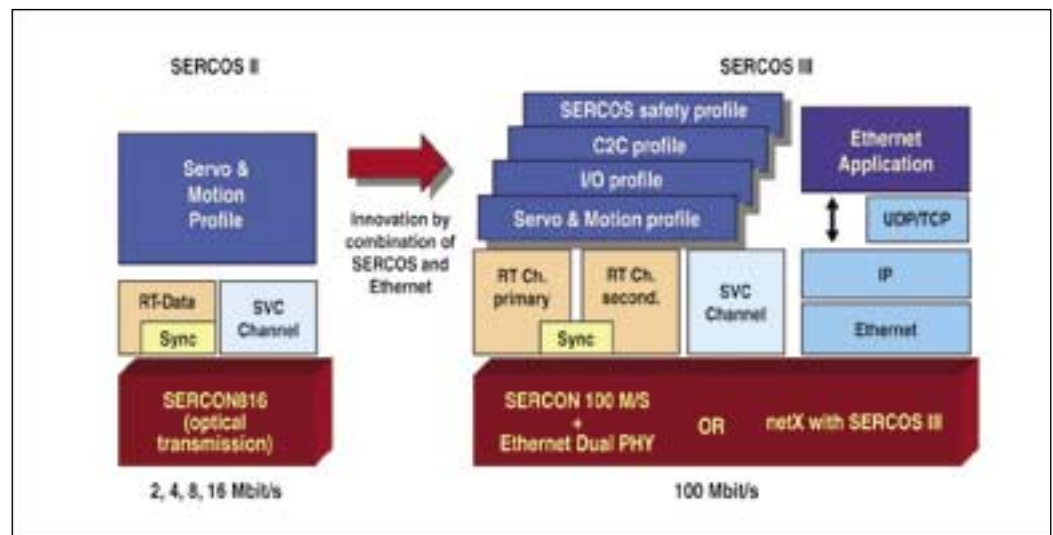 SERCOS II
Servo &
Motion
Profile
RT-Data
Sync
SVC
Channel
SERCON816
(optical
transmission)
2, 4, 8, 16 Mbit/s
Innovation by
combination of
SERCOS and
Ethernet
SERCOS III
SERCOS safety profile
C2C profile
I/O profile
Servo & Motion profile
RT Ch.
primary
RT Ch.
second.
Sync
SVC
Channel
Ethernet
Application
UDP/TCP
IP
Ethernet
SERCON 100 M/S
+
Ethernet Dual PHY
OR
netX with SERCOS III
100 Mbit/s